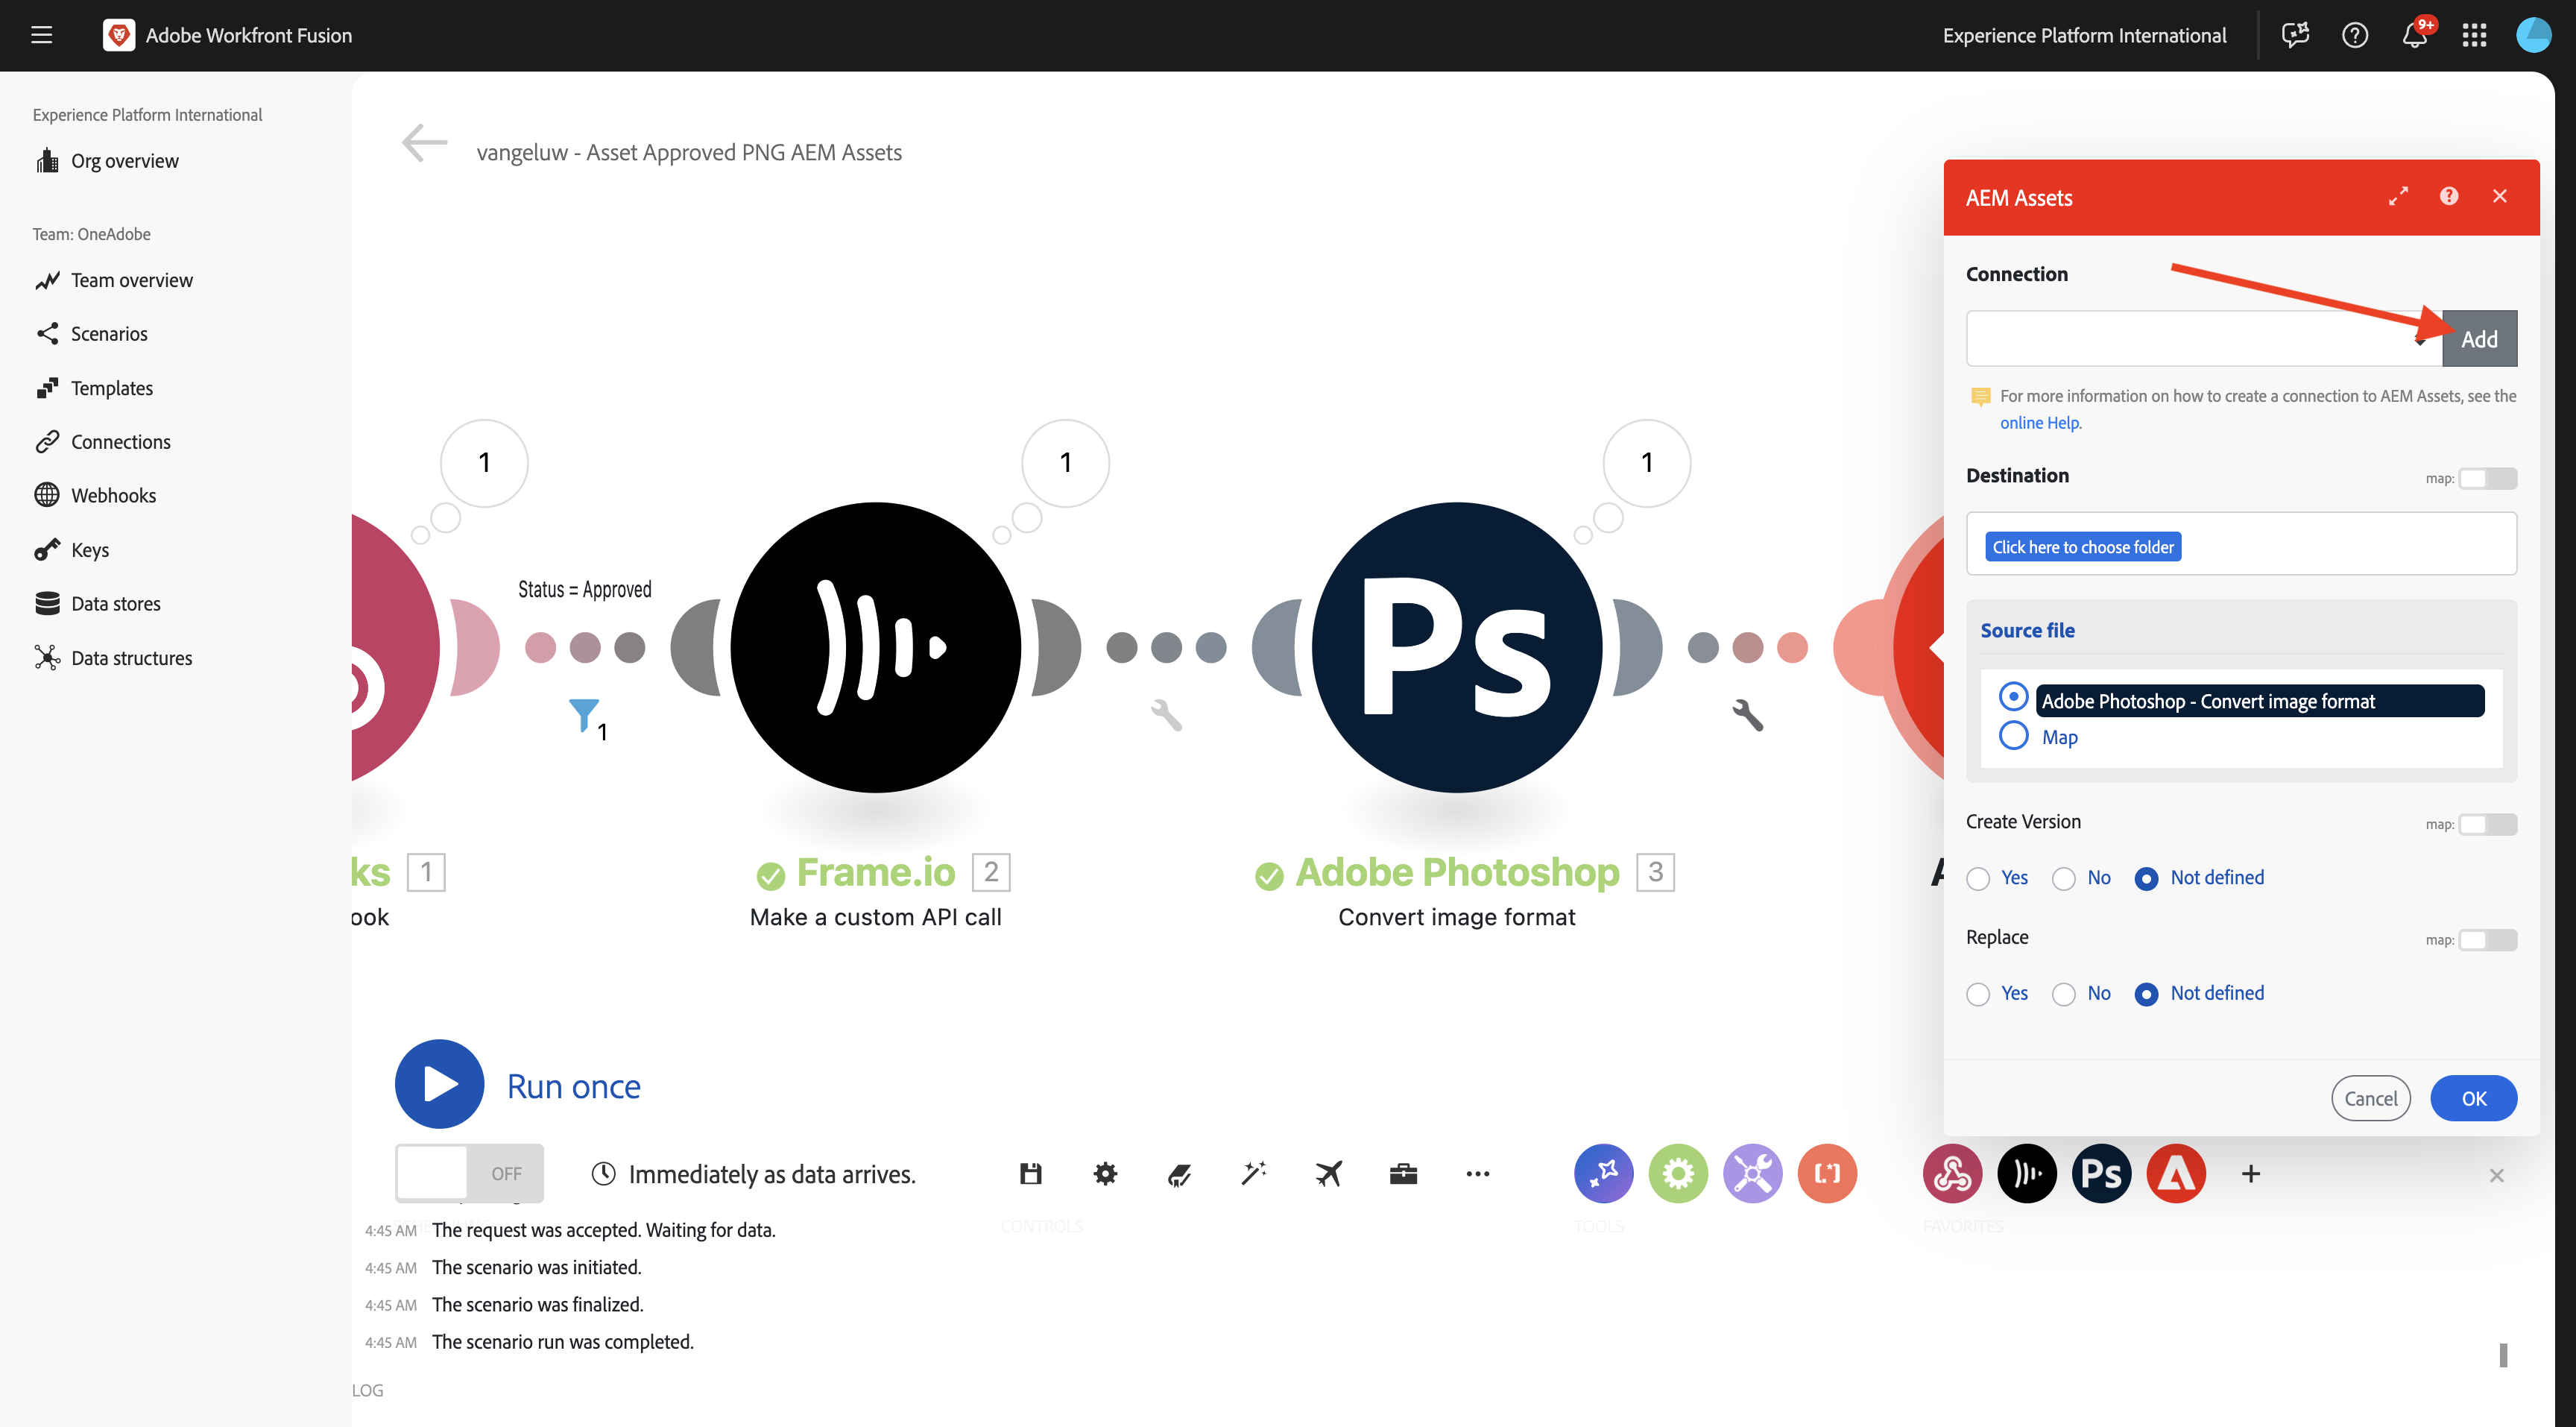 Adobe Workfront Fusion
Experience Platform International
9+
Experience Platform International
Org overview
Team: OneAdobe
Team overview
Scenarios
Templates
Connections
Webhooks
Keys
Data stores
Data structures
vangeluw - Asset Approved PNG AEM Assets
1
1
1
Status = Approved
1
Ps
ks 1
ook
Frame.io 2
Make a custom API call
Adobe Photoshop 3
Convert image format
A
AEM Assets
Connection
Add
For more information on how to create a connection to AEM Assets, see the
online Help.
Destination
map:
Click here to choose folder
Source file
Adobe Photoshop - Convert image format
Map
Create Version
map:
Yes
No
Not defined
Replace
map:
Yes
No
Not defined
Cancel
OK
Run once
OFF
Immediately as data arrives.
Ps
CONTROLS
TOOLS
FAVORITES
4:45 AM The request was accepted. Waiting for data.
4:45 AM The scenario was initiated.
4:45 AM The scenario was finalized.
4:45 AM The scenario run was completed.
LOG